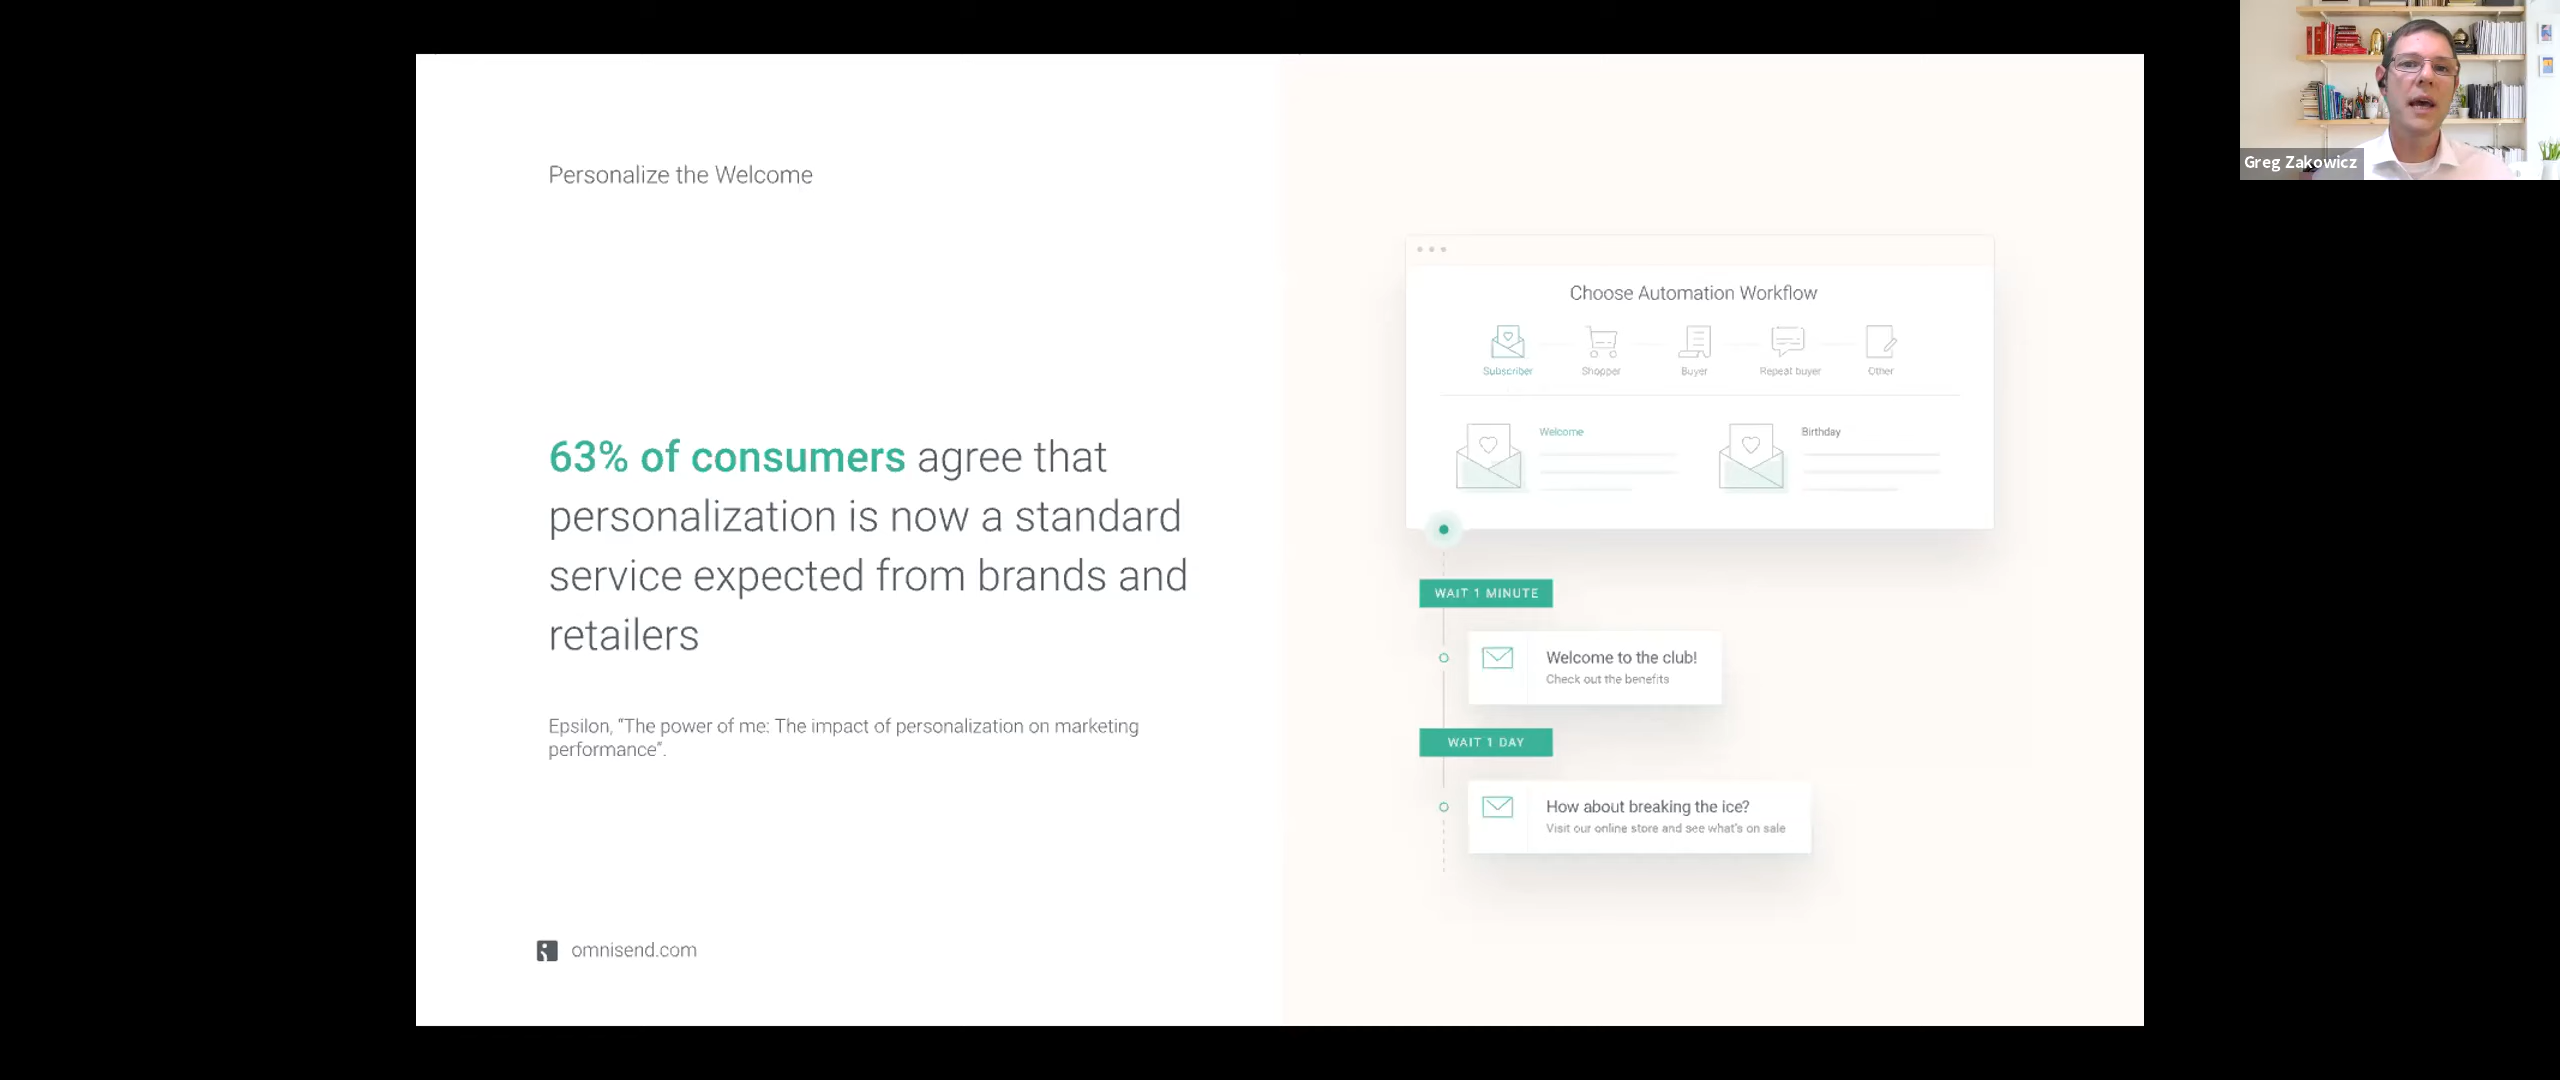 Personalize the Welcome
63% of consumers agree that
personalization is now a standard
service expected from brands and
retailers
Epsilon, “The power of me: The impact of personalization on marketing
performance”.
omnisend.com
Choose Automation Workflow
Subscriber Shopper Buyer Repeat buyer Other
Welcome Birthday
WAIT 1 MINUTE
Welcome to the club!
Check out the benefits
WAIT 1 DAY
How about breaking the ice?
Visit our online store and see what's on sale
Greg Zakowicz